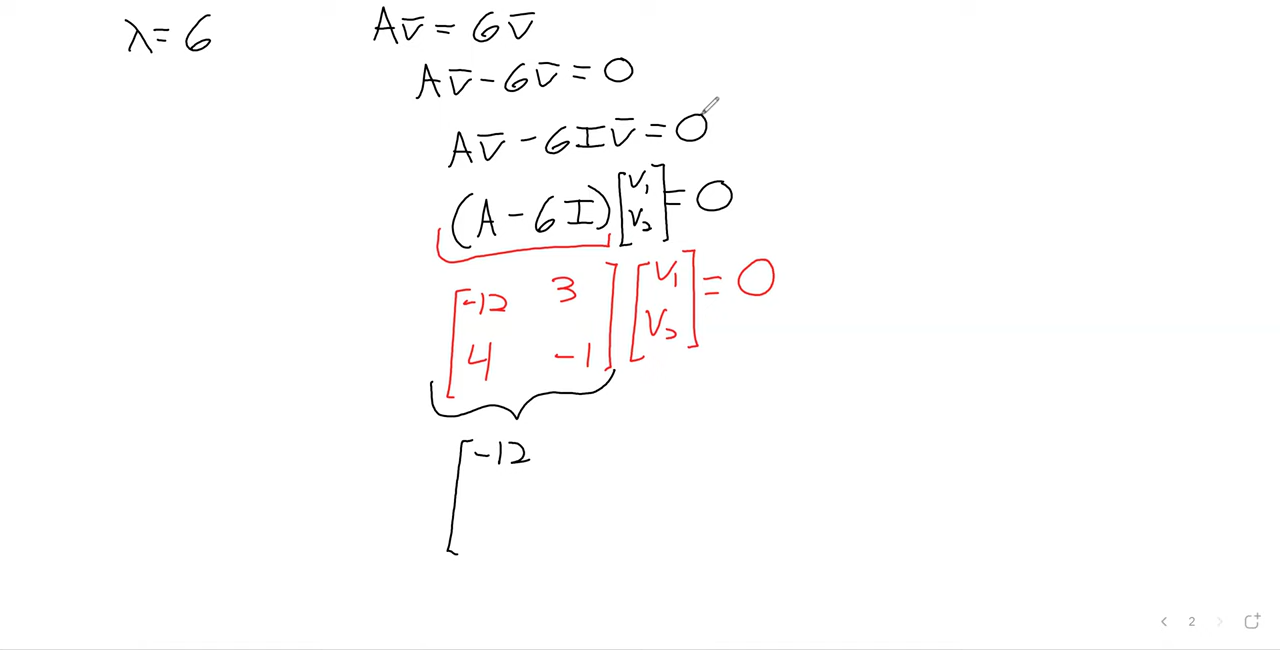 λ = 6
Av̄ = 6v̄
Av̄ - 6v̄ = 0
Av̄ - 6Iv̄ = 0
(A - 6I) [v₁ v₂] = 0
[-12 3] [v₁] = 0
[4 -1] [v₂]
[-12
2